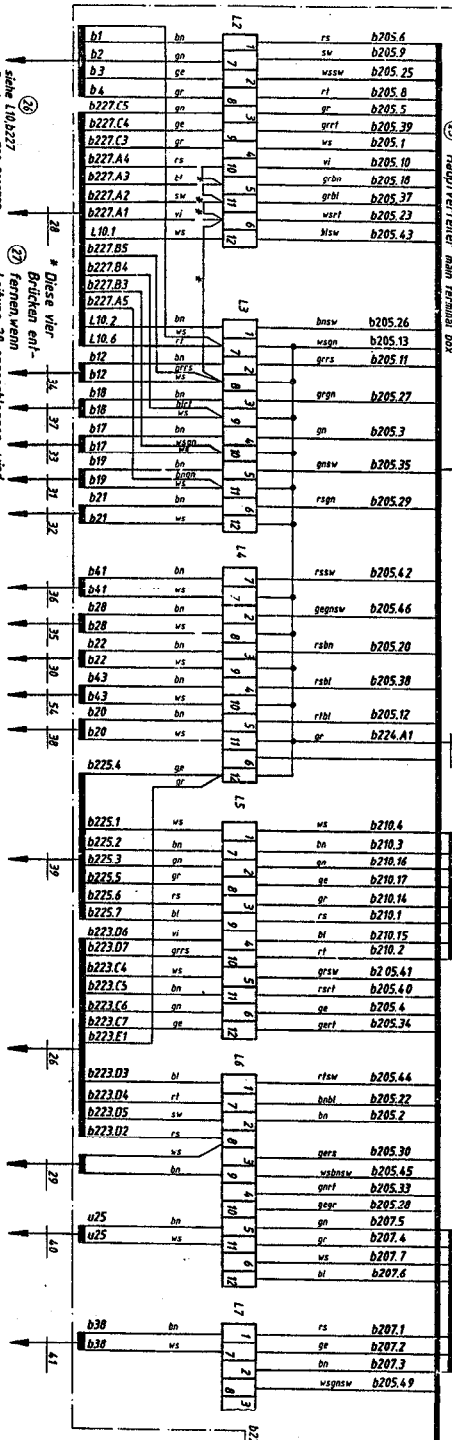 Hauptverteiler main terminal box
L2
b1 bn rs b205.6
b2 gn sw b205.9
b3 ge wssw b205.25
b4 gr rt b205.8
b227.C5 gn gr b205.5
b227.C4 ge grrt b205.39
b227.C3 gr ws b205.1
b227.A4 rs vi b205.10
b227.A3 bl grbn b205.18
b227.A2 sw grbl b205.37
b227.A1 vi wsrt b205.23
L10.1 ws blsw b205.43
b227.B5
b227.B4
b227.B3
b227.A5
28
26
siehe L10,b227
* Diese vier
Brücken ent-
fernen,wenn
27
L3
L10.2 bn bnsw b205.26
L10.6 ws rt wsgn b205.13
b12 bn grrs grrs b205.11
b12 ws
b18 bn blrt grgn b205.27
b18 ws
b17 bn wsgn gn b205.3
b17 ws
b19 bn bngn gnsw b205.35
b19 ws
b21 bn rsgn b205.29
b21 ws
34
37
33
31
32
L4
b41 bn rssw b205.42
b41 ws
b28 bn gegnsw b205.46
b28 ws
b22 bn rsbn b205.20
b22 ws
b43 bn rsbl b205.38
b43 ws
b20 bn rtbl b205.12
b20 ws gr b224.A1
36
35
30
54
38
b225.4 ge
gr
L5
b225.1 ws ws b210.4
b225.2 bn bn b210.3
b225.3 gn gn b210.16
b225.5 gr ge b210.17
b225.6 rs gr b210.14
b225.7 bl rs b210.1
b223.D6 vi bl b210.15
b223.D7 grrs rt b210.2
b223.C4 ws grsw b205.41
b223.C5 bn rsrt b205.40
b223.C6 gn ge b205.4
b223.C7 ge gert b205.34
b223.E1
39
26
L6
b223.D3 bl rtsw b205.44
b223.D4 rt bnbl b205.22
b223.D5 sw bn b205.2
b223.D2 rs
ws gers b205.30
bn wsbnsw b205.45
gnrt b205.33
gegr b205.28
u25 bn gn b207.5
u25 ws gr b207.4
ws b207.7
bl b207.6
29
40
L7
b38 bn rs b207.1
b38 ws ge b207.2
bn b207.3
wsgnsw b205.49
41